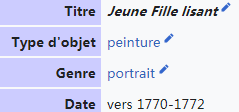 Titre Jeune Fille lisant
Type d'objet peinture
Genre portrait
Date vers 1770-1772